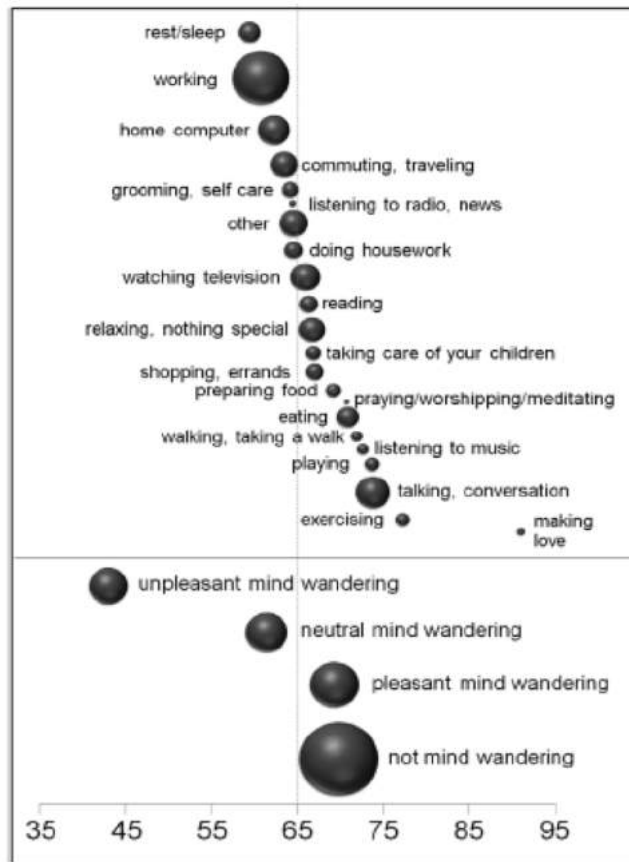 rest/sleep
working
home computer
commuting, traveling
grooming, self care
listening to radio, news
other
doing housework
watching television
reading
relaxing, nothing special
taking care of your children
shopping, errands
preparing food
praying/worshipping/meditating
eating
walking, taking a walk
listening to music
playing
talking, conversation
exercising
making
love
unpleasant mind wandering
neutral mind wandering
pleasant mind wandering
not mind wandering
35 45 55 65 75 85 95